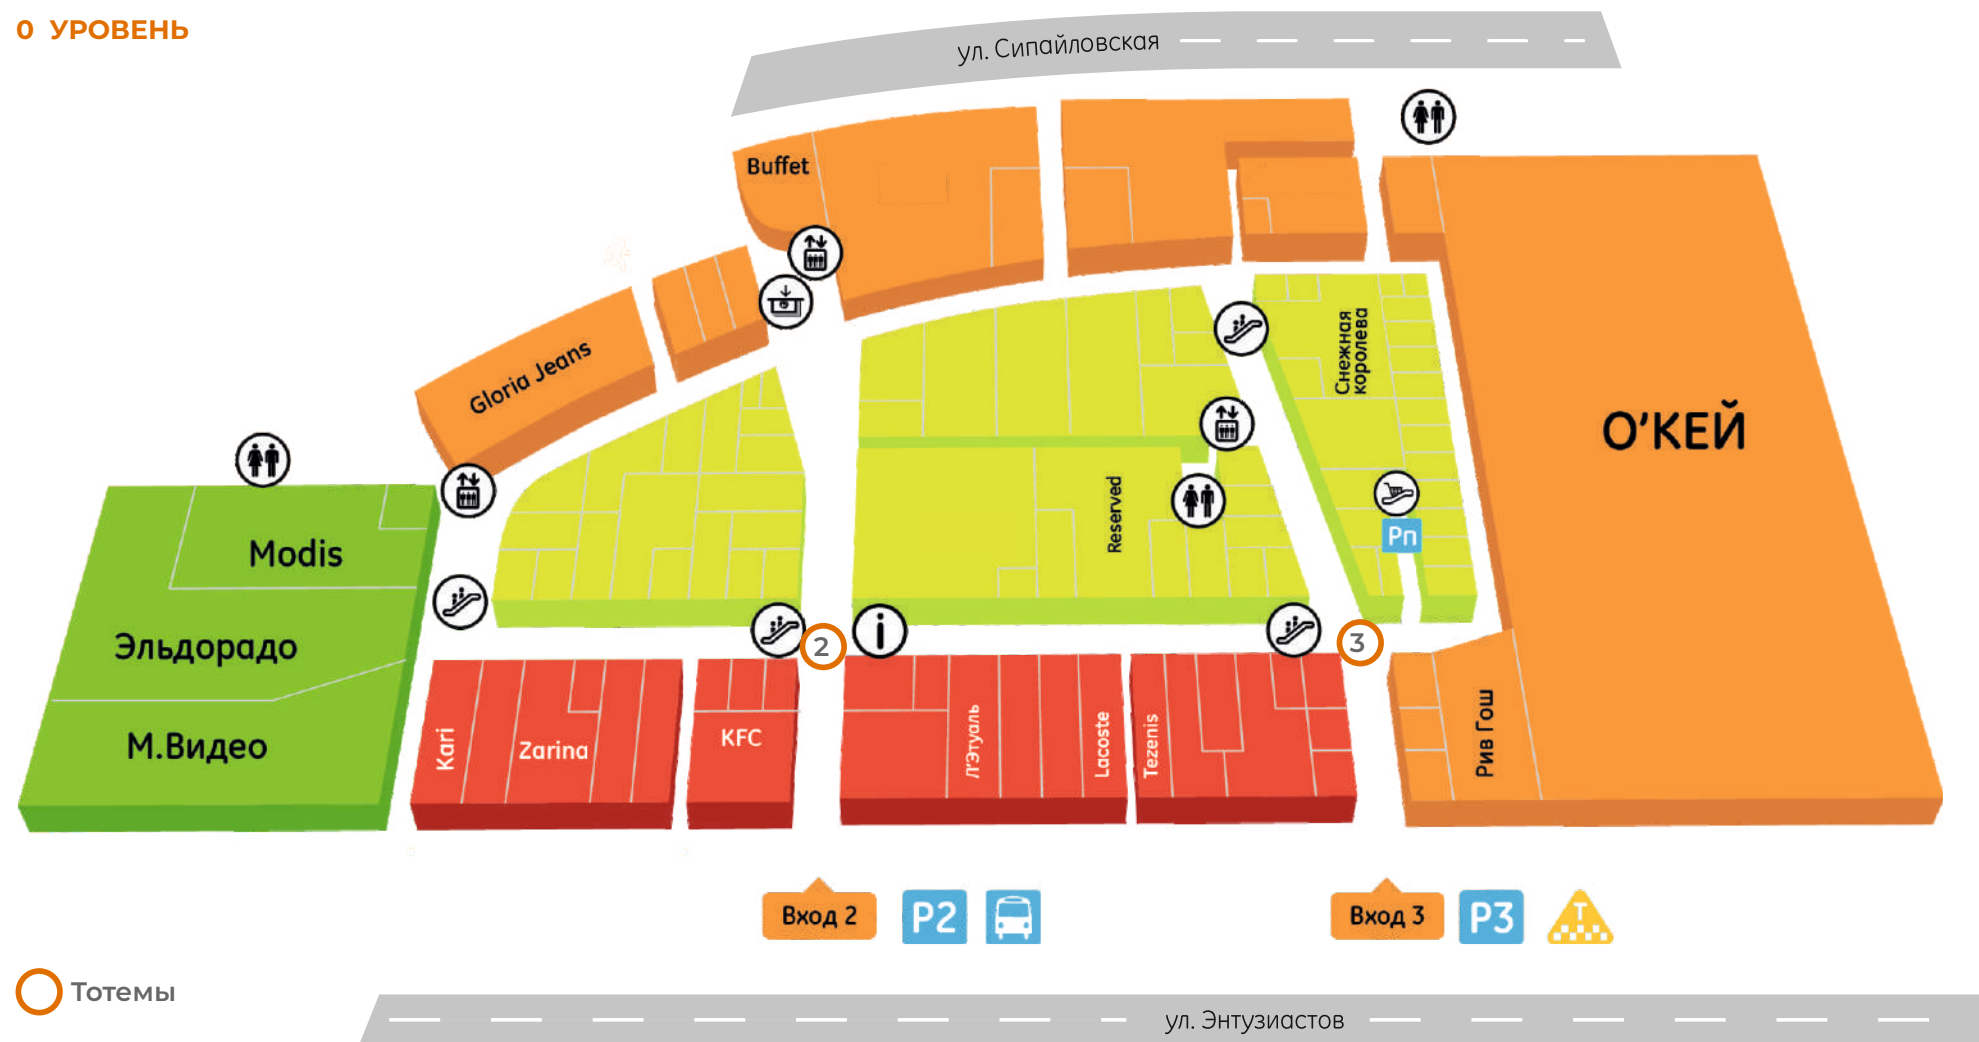 0 УРОВЕНЬ
ул. Сипайловская
Buffet
Gloria Jeans
Снежная
королева
О'КЕЙ
Reserved
Рп
Modis
Эльдорадо
М.Видео
i
2
3
Kari
Zarina
KFC
Л'Этуаль
Lacoste
Tezenis
Рив Гош
Вход 2
P2
Вход 3
P3
T
Тотемы
ул. Энтузиастов